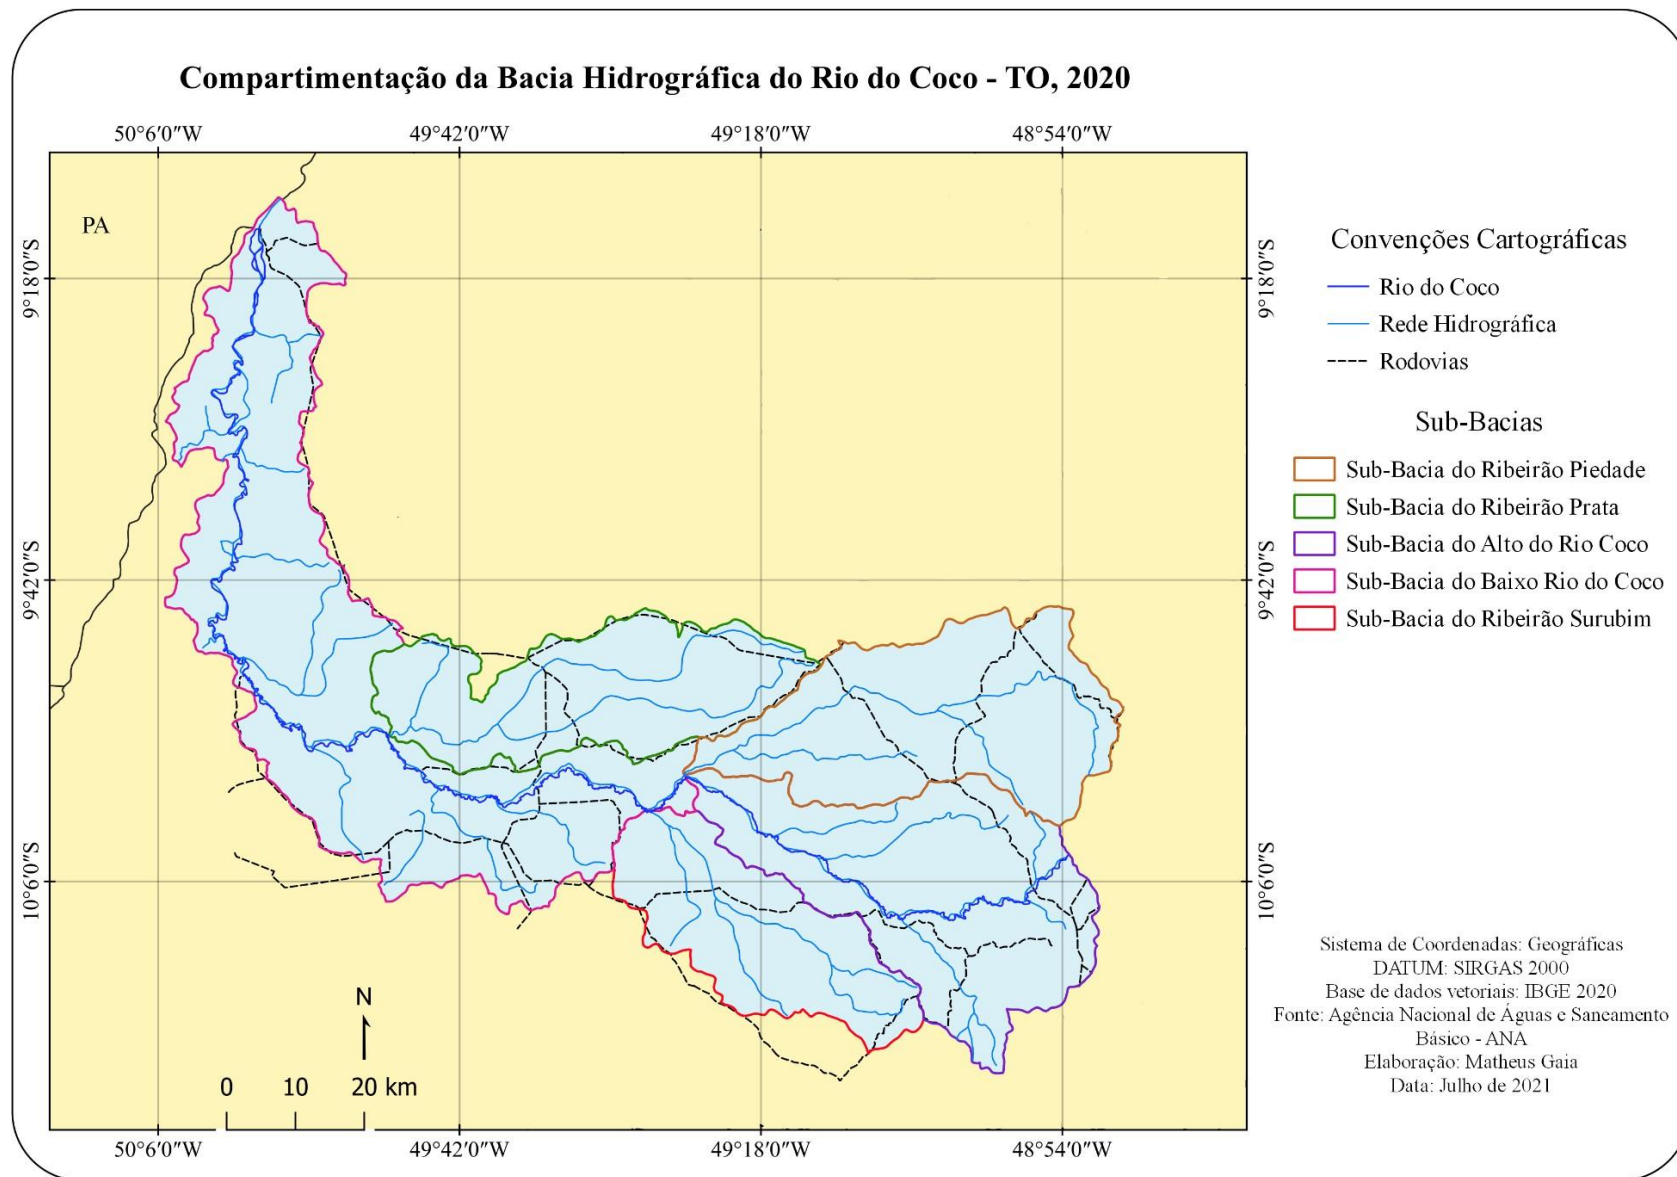 Compartimentação da Bacia Hidrográfica do Rio do Coco - TO, 2020
50°6'0"W 49°42'0"W 49°18'0"W 48°54'0"W
PA
9°18'0"S
9°18'0"S
9°42'0"S
9°42'0"S
10°6'0"S
10°6'0"S
N
0 10 20 km
50°6'0"W 49°42'0"W 49°18'0"W 48°54'0"W
Convenções Cartográficas
Rio do Coco
Rede Hidrográfica
Rodovias
Sub-Bacias
Sub-Bacia do Ribeirão Piedade
Sub-Bacia do Ribeirão Prata
Sub-Bacia do Alto do Rio Coco
Sub-Bacia do Baixo Rio do Coco
Sub-Bacia do Ribeirão Surubim
Sistema de Coordenadas: Geográficas
DATUM: SIRGAS 2000
Base de dados vetoriais: IBGE 2020
Fonte: Agência Nacional de Águas e Saneamento
Básico - ANA
Elaboração: Matheus Gaia
Data: Julho de 2021